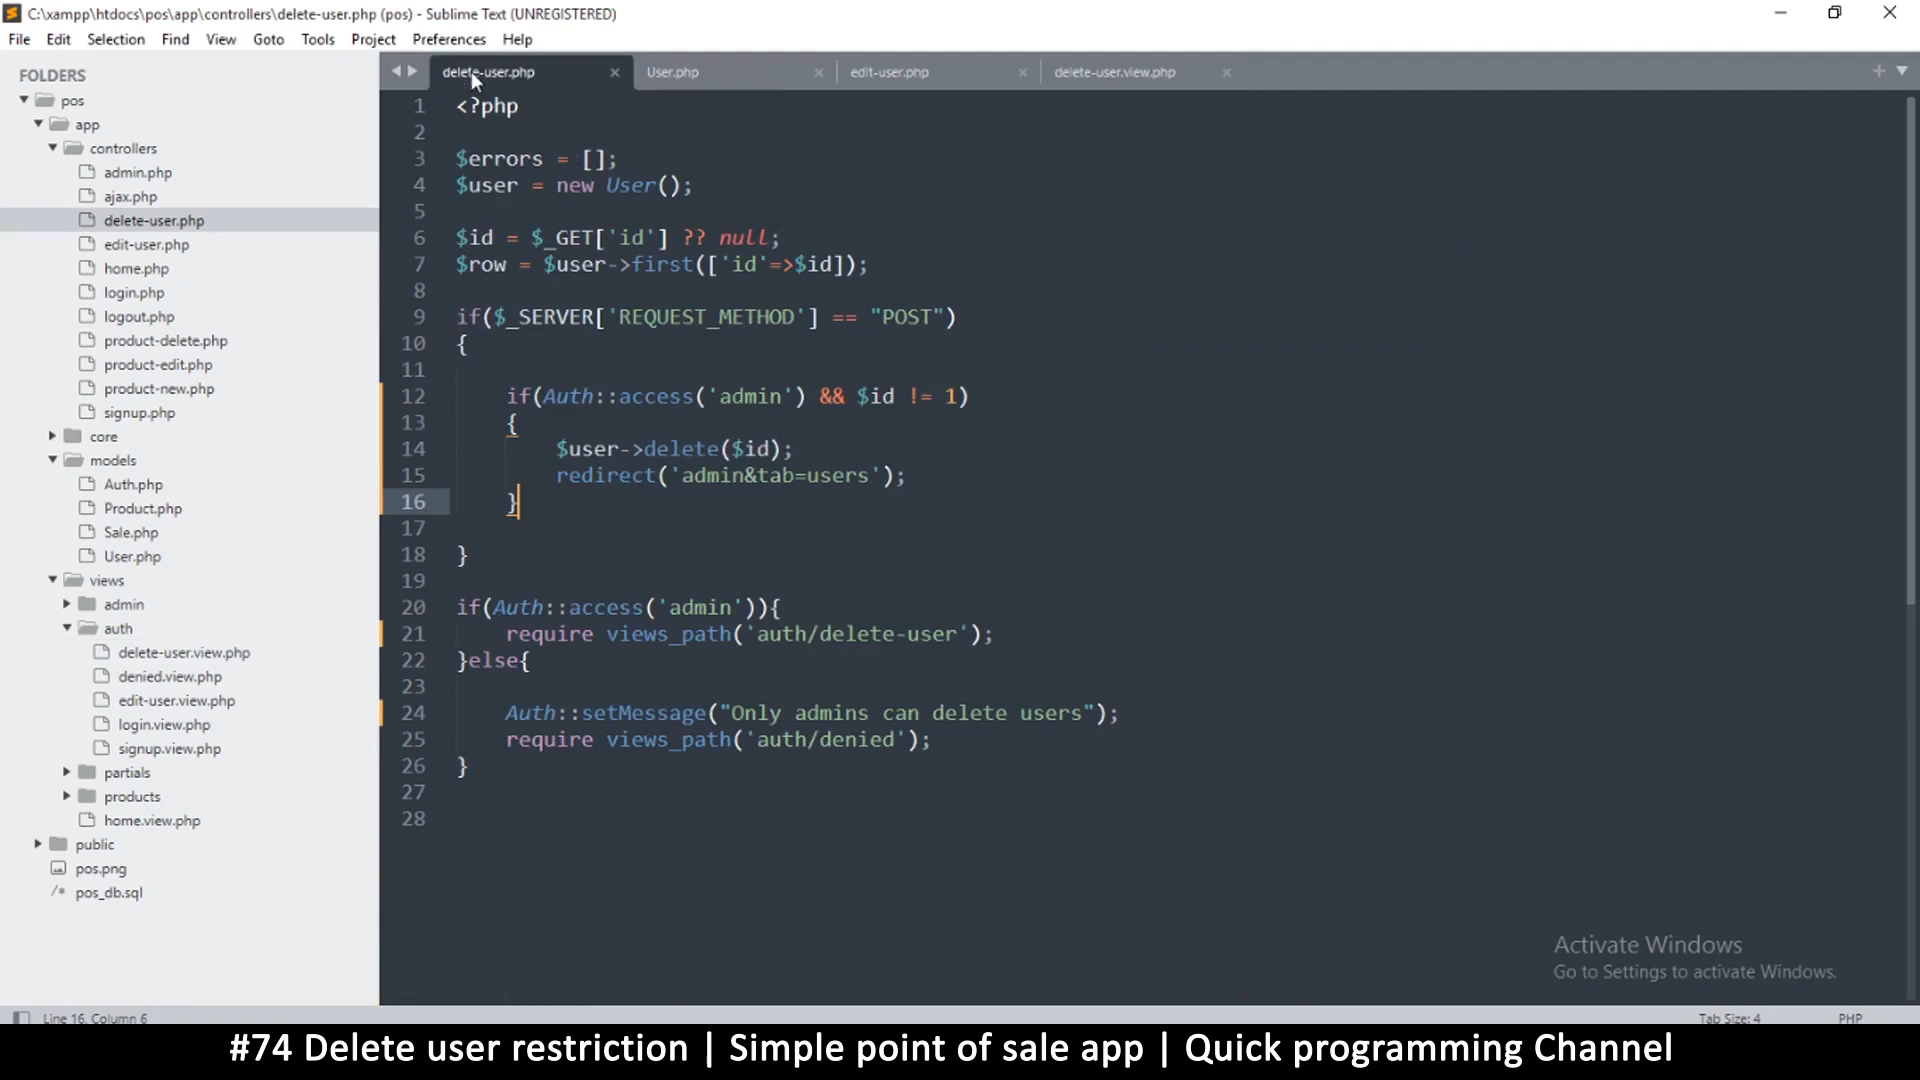 C:\xampp\htdocs\pos\app\controllers\delete-user.php (pos) - Sublime Text (UNREGISTERED)
File Edit Selection Find View Goto Tools Project Preferences Help
FOLDERS
pos
app
controllers
admin.php
ajax.php
delete-user.php
edit-user.php
home.php
login.php
logout.php
product-delete.php
product-edit.php
product-new.php
signup.php
core
models
Auth.php
Product.php
Sale.php
User.php
views
admin
auth
delete-user.view.php
denied.view.php
edit-user.view.php
login.view.php
signup.view.php
partials
products
home.view.php
public
pos.png
/* pos_db.sql
delete-user.php User.php edit-user.php delete-user.view.php
1 <?php
2
3 $errors = [];
4 $user = new User();
5
6 $id = $_GET['id'] ?? null;
7 $row = $user->first(['id'=>$id]);
8
9 if($_SERVER['REQUEST_METHOD'] == "POST")
10 {
11
12 if(Auth::access('admin') && $id != 1)
13 {
14 $user->delete($id);
15 redirect('admin&tab=users');
16 }
17
18 }
19
20 if(Auth::access('admin')){
21 require views_path('auth/delete-user');
22 }else{
23
24 Auth::setMessage("Only admins can delete users");
25 require views_path('auth/denied');
26 }
27
28
Activate Windows
Go to Settings to activate Windows.
Line 16, Column 6 Tab Size: 4 PHP
#74 Delete user restriction | Simple point of sale app | Quick programming Channel